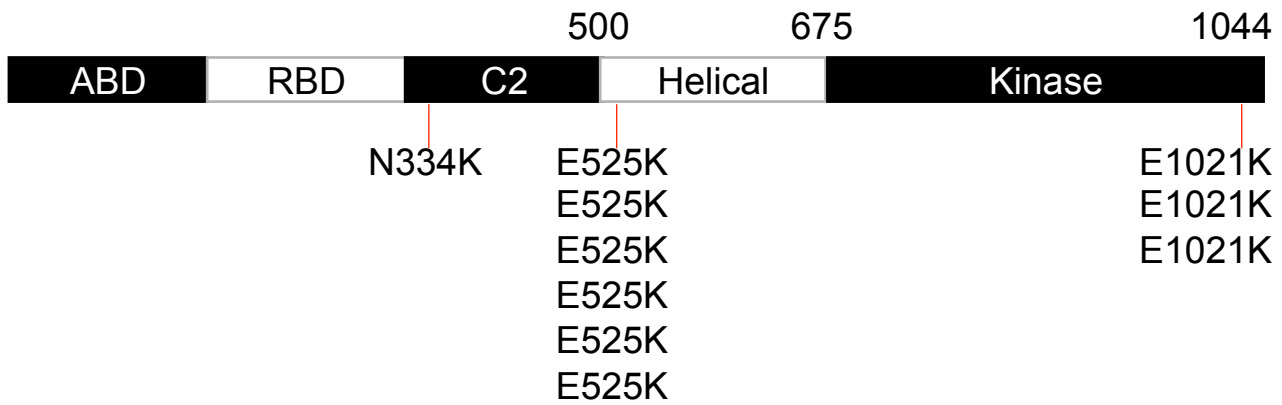 500 675 1044
ABD RBD C2 Helical Kinase
N334K E525K E1021K
E525K E1021K
E525K E1021K
E525K
E525K
E525K